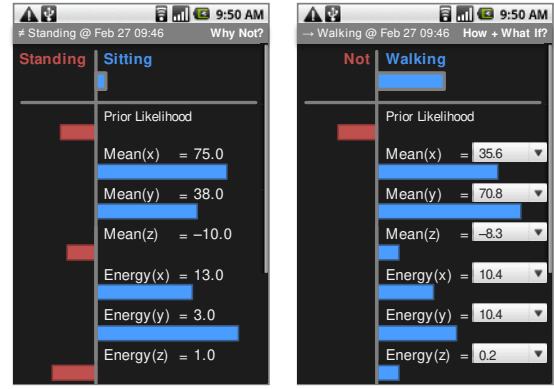 9:50 AM
≠ Standing @ Feb 27 09:46 Why Not?
Standing Sitting
Prior Likelihood
Mean(x) = 75.0
Mean(y) = 38.0
Mean(z) = −10.0
Energy(x) = 13.0
Energy(y) = 3.0
Energy(z) = 1.0
9:50 AM
→ Walking @ Feb 27 09:46 How + What If?
Not Walking
Prior Likelihood
Mean(x) = 35.6
Mean(y) = 70.8
Mean(z) = −8.3
Energy(x) = 10.4
Energy(y) = 10.4
Energy(z) = 0.2